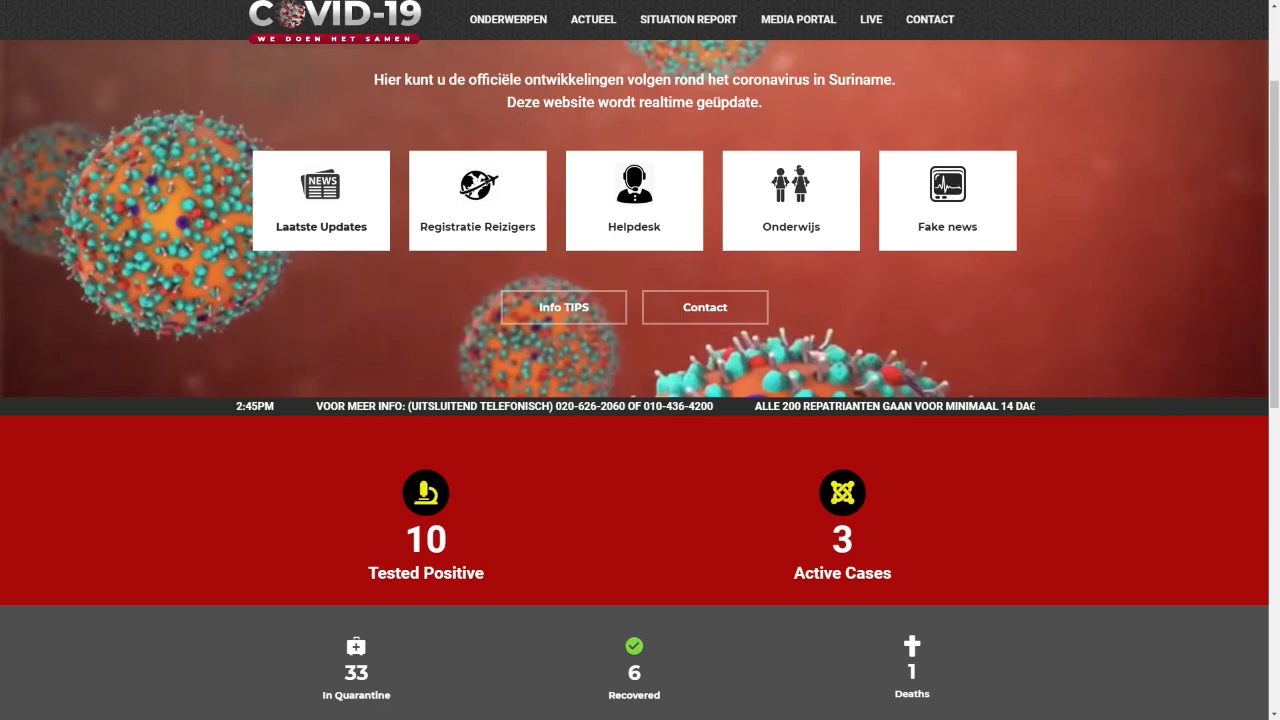 COVID-19
WE DOEN HET SAMEN
ONDERWERPEN ACTUEEL SITUATION REPORT MEDIA PORTAL LIVE CONTACT
Hier kunt u de officiële ontwikkelingen volgen rond het coronavirus in Suriname.
Deze website wordt realtime geüpdate.
NEWS
Laatste Updates Registratie Reizigers Helpdesk Onderwijs Fake news
Info TIPS Contact
2:45PM VOOR MEER INFO: (UITSLUITEND TELEFONISCH) 020-626-2060 OF 010-436-4200 ALLE 200 REPATRIANTEN GAAN VOOR MINIMAAL 14 DAG
10 3
Tested Positive Active Cases
33 6 1
In Quarantine Recovered Deaths